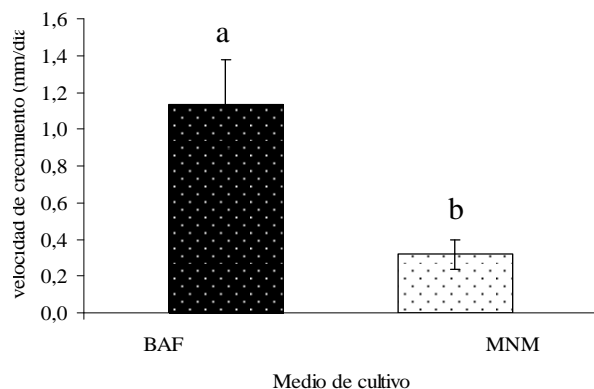 velocidad de crecimiento (mm/día
1,6
1,4
1,2
1,0
0,8
0,6
0,4
0,2
0,0
a
b
BAF
MNM
Medio de cultivo